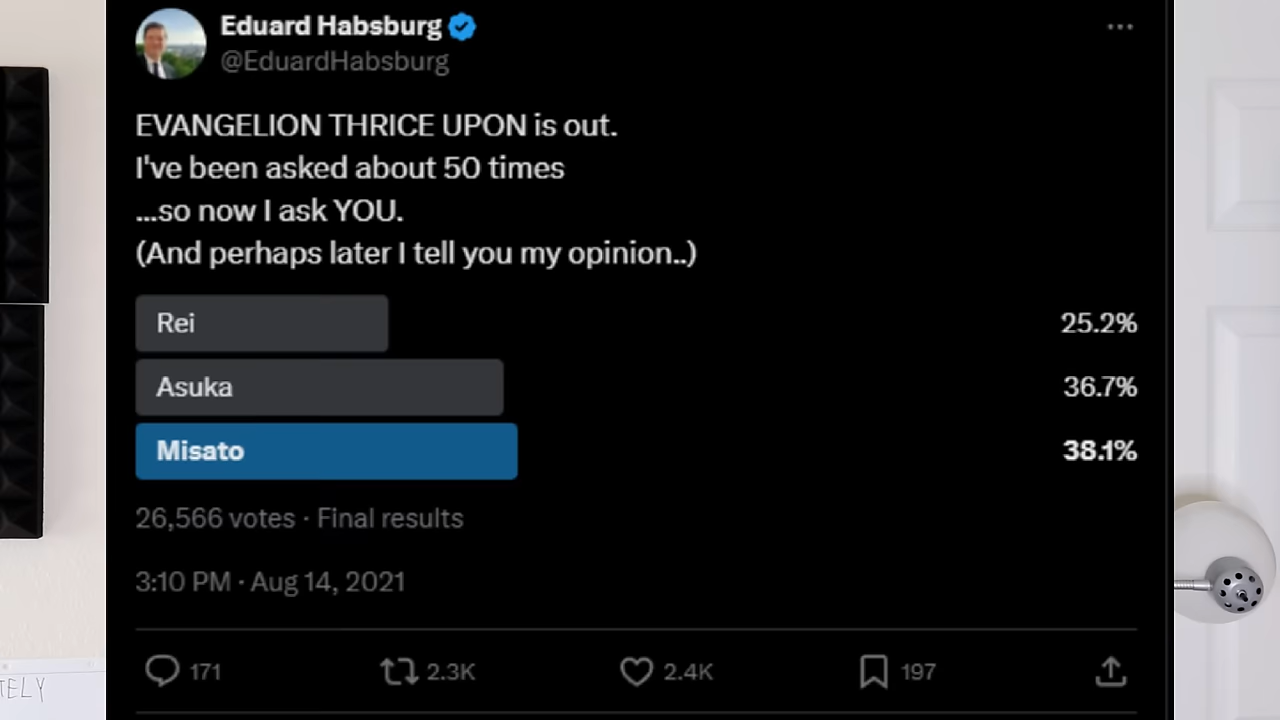 Eduard Habsburg
@EduardHabsburg
EVANGELION THRICE UPON is out.
I've been asked about 50 times
...so now I ask YOU.
(And perhaps later I tell you my opinion..)
Rei 25.2%
Asuka 36.7%
Misato 38.1%
26,566 votes · Final results
3:10 PM · Aug 14, 2021
171 2.3K 2.4K 197
TELY